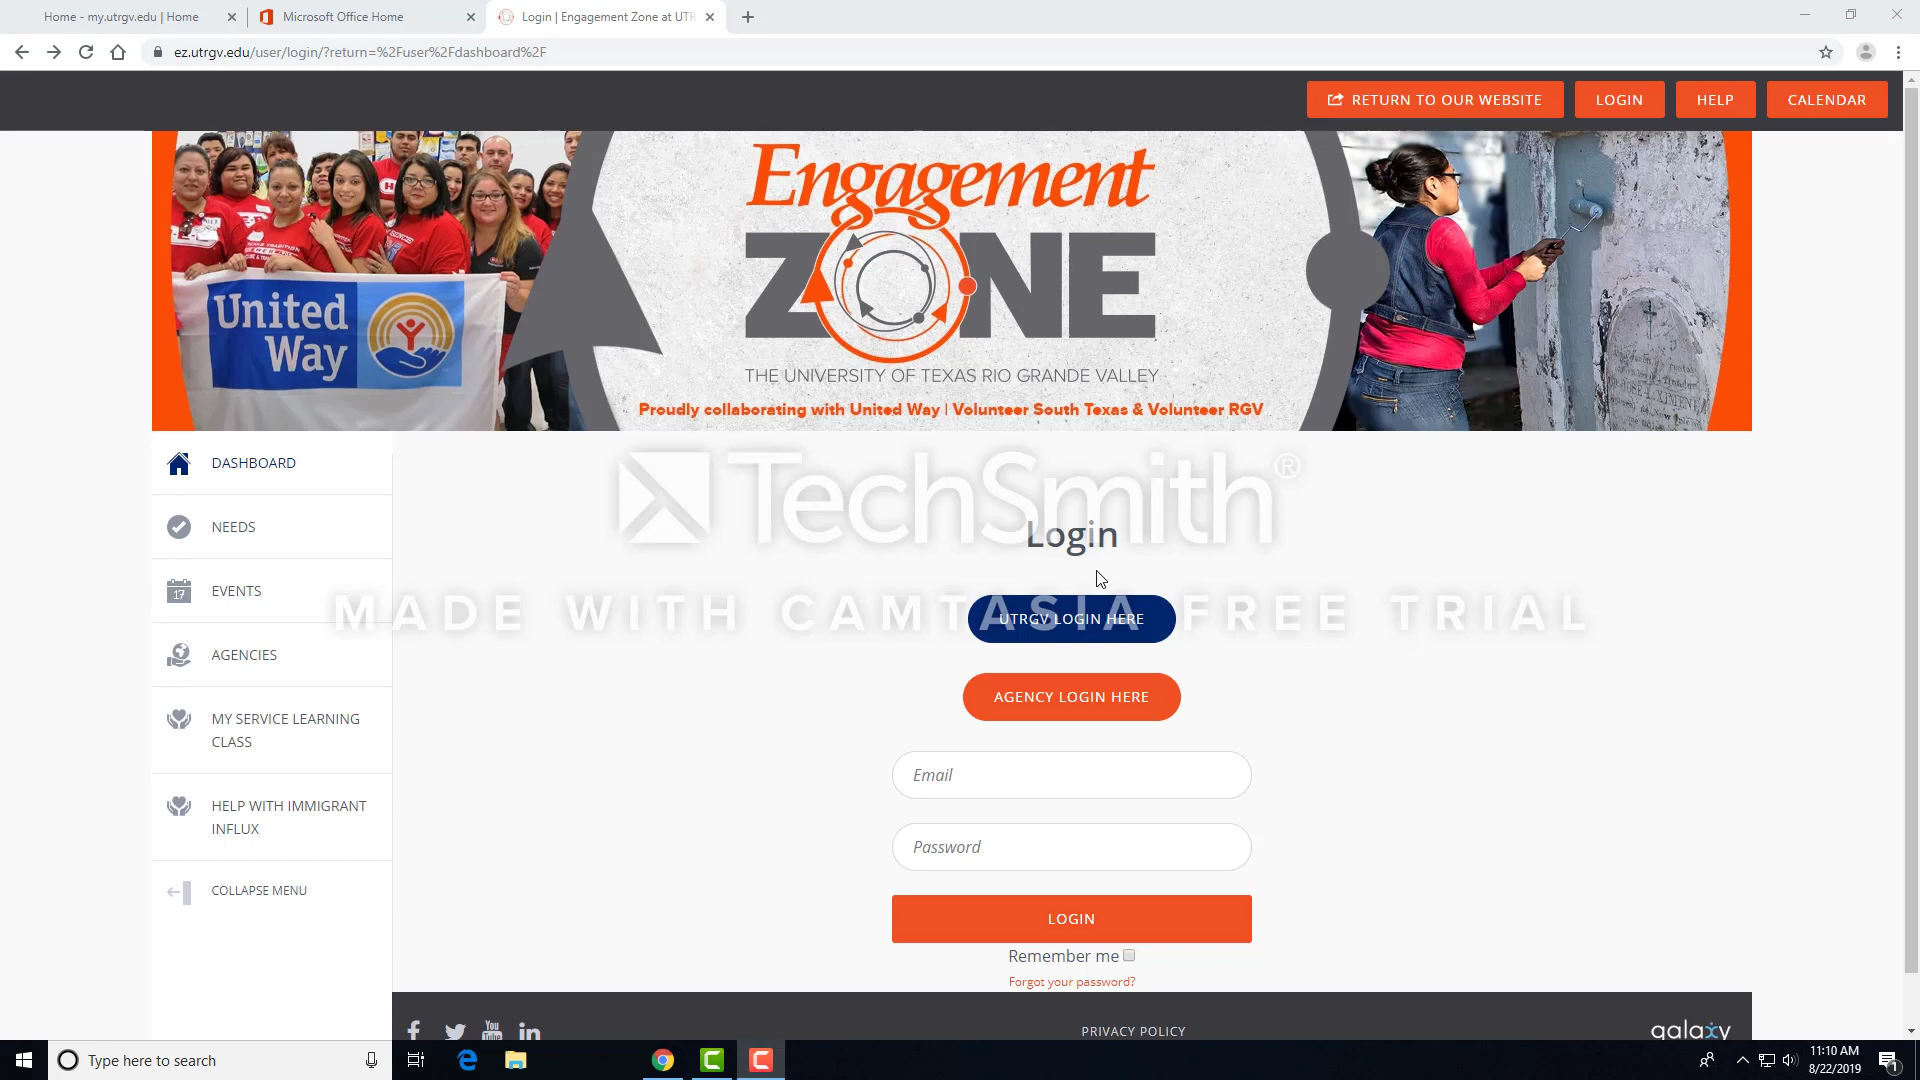 Home - my.utrgv.edu | Home
Microsoft Office Home
Login | Engagement Zone at UTR
ez.utrgv.edu/user/login/?return=%2Fuser%2Fdashboard%2F
RETURN TO OUR WEBSITE
LOGIN
HELP
CALENDAR
United
Way
Engagement
ZONE
THE UNIVERSITY OF TEXAS RIO GRANDE VALLEY
Proudly collaborating with United Way | Volunteer South Texas & Volunteer RGV
DASHBOARD
NEEDS
17
EVENTS
AGENCIES
MY SERVICE LEARNING
CLASS
HELP WITH IMMIGRANT
INFLUX
COLLAPSE MENU
TechSmith®
MADE WITH CAMTASIA FREE TRIAL
Login
UTRGV LOGIN HERE
AGENCY LOGIN HERE
Email
Password
LOGIN
Remember me
Forgot your password?
You
Tube
PRIVACY POLICY
galaxy
Type here to search
11:10 AM
8/22/2019
1